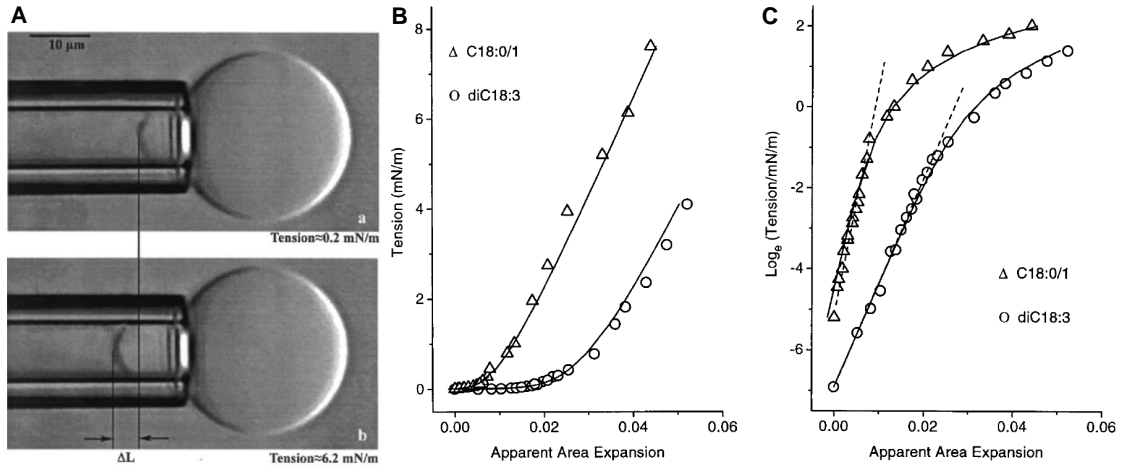 A
10 µm
a
Tension≈0.2 mN/m
b
Tension≈6.2 mN/m
ΔL
B
Δ C18:0/1
O diC18:3
Tension (mN/m)
8
6
4
2
0
0.00 0.02 0.04 0.06
Apparent Area Expansion
C
Logₑ (Tension/mN/m)
2
0
-2
-4
-6
Δ C18:0/1
O diC18:3
0.00 0.02 0.04 0.06
Apparent Area Expansion